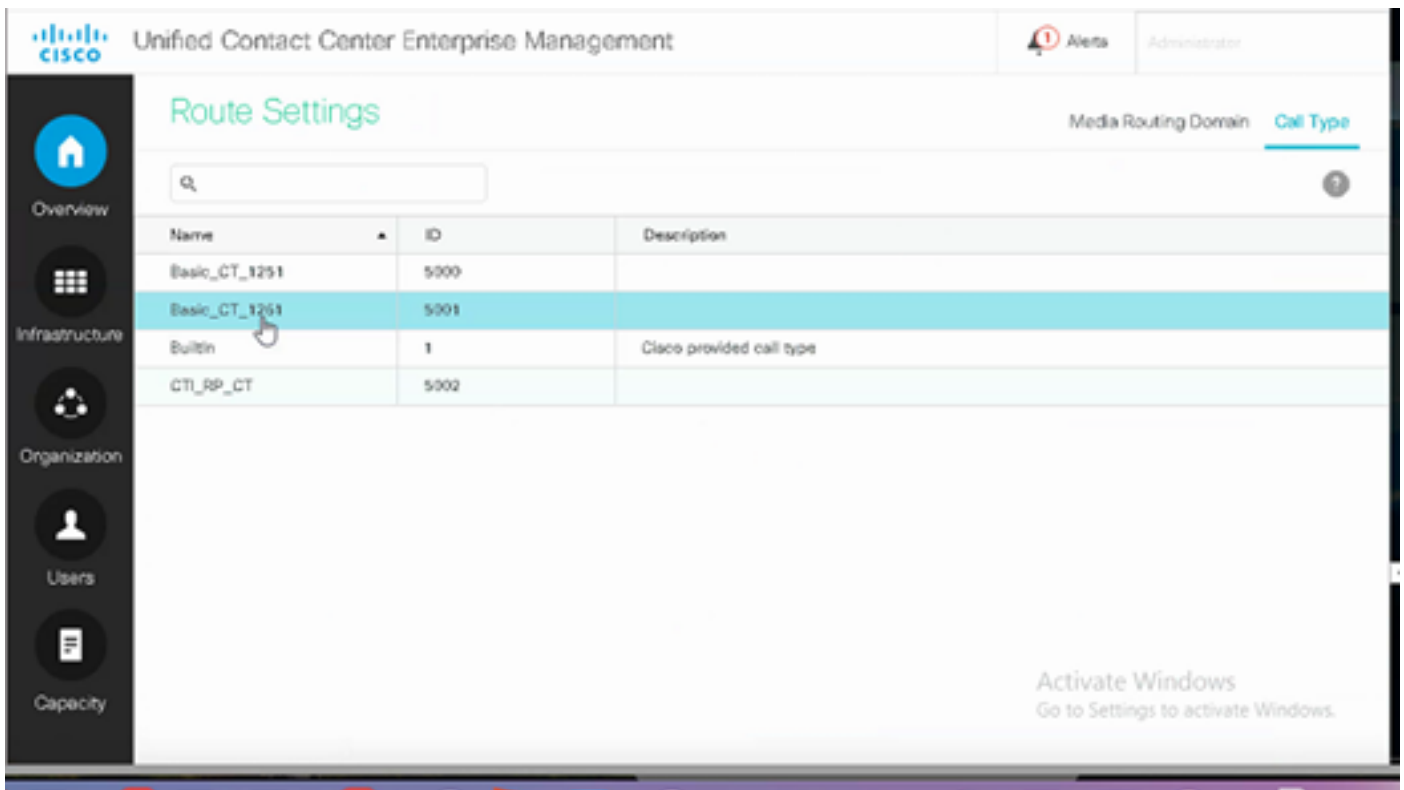 CISCO
Unified Contact Center Enterprise Management
1
Alerts
Administrator
Route Settings
Media Routing Domain
Call Type
Overview
Name
ID
Description
Basic_CT_1251
5000
Basic_CT_1261
5001
Infrastructure
Builtin
1
Cisco provided call type
CTI_RP_CT
5002
Organization
Users
Capacity
Activate Windows
Go to Settings to activate Windows.